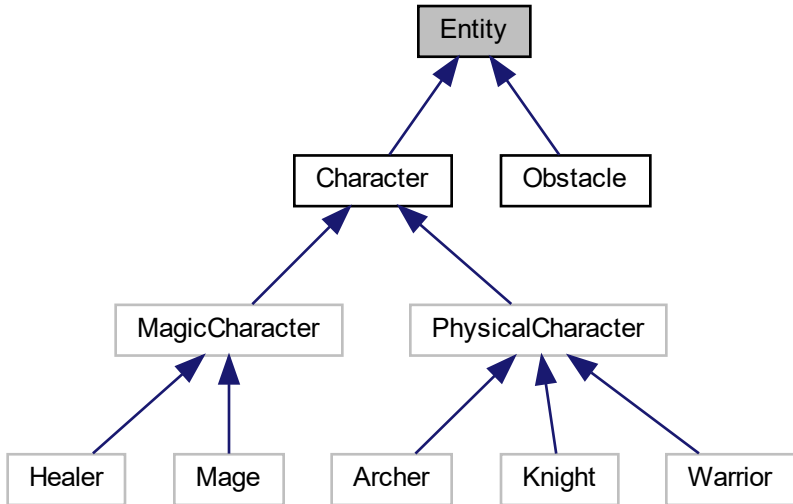 Entity
Character
Obstacle
MagicCharacter
PhysicalCharacter
Healer
Mage
Archer
Knight
Warrior